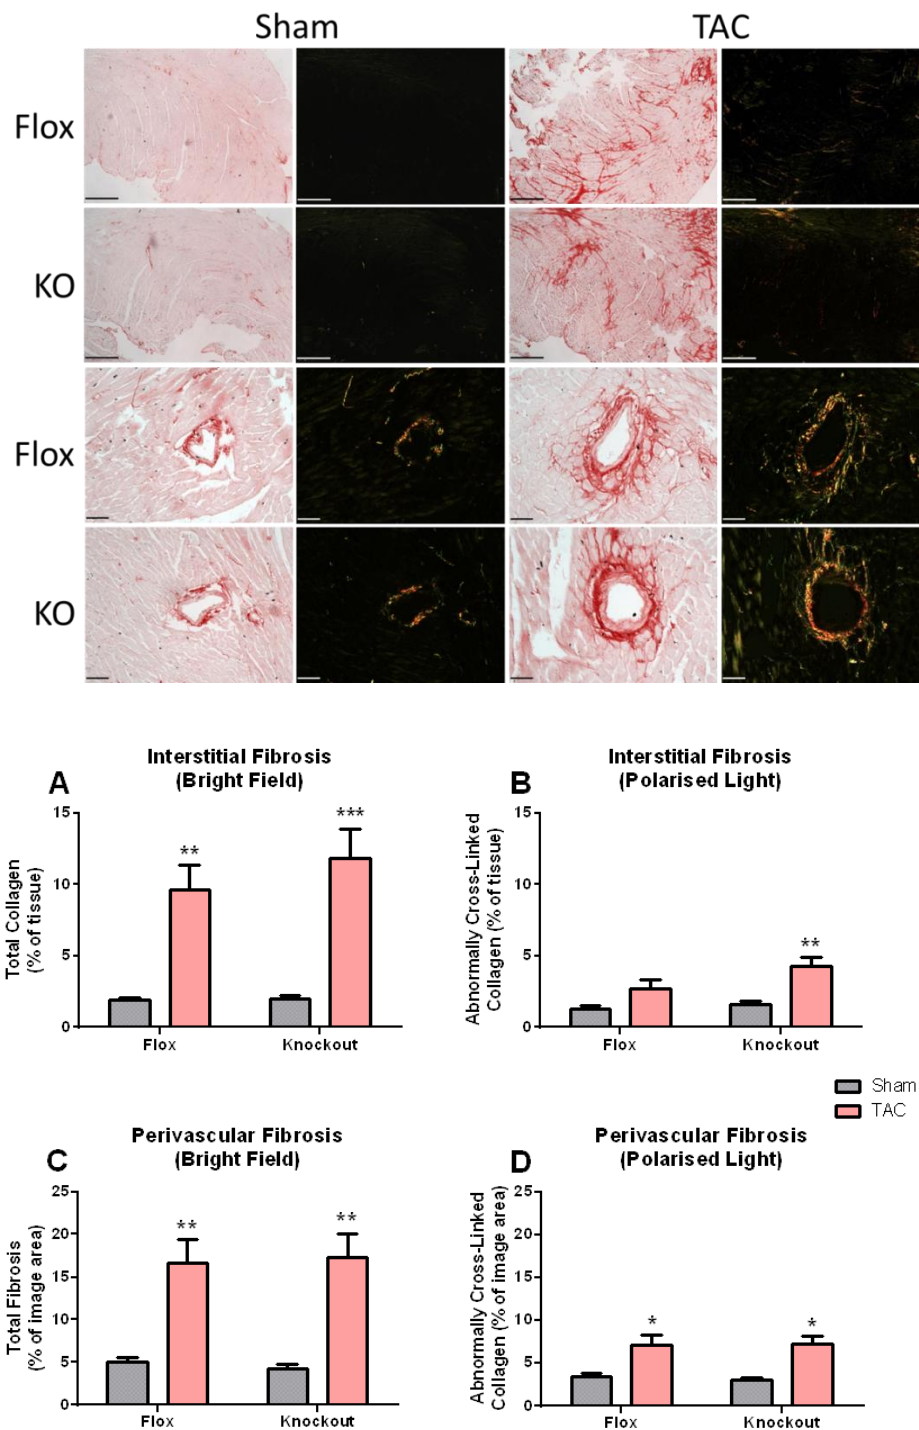 Sham TAC
Flox
KO
Flox
KO
A
Interstitial Fibrosis
(Bright Field)
Total Collagen
(% of tissue)
15
10
5
0
**
***
Flox Knockout
B
Interstitial Fibrosis
(Polarised Light)
Abnormally Cross-Linked
Collagen (% of tissue)
15
10
5
0
**
Flox Knockout
Sham
TAC
C
Perivascular Fibrosis
(Bright Field)
Total Fibrosis
(% of image area)
25
20
15
10
5
0
**
**
Flox Knockout
D
Perivascular Fibrosis
(Polarised Light)
Abnormally Cross-Linked
Collagen (% of image area)
25
20
15
10
5
0
*
*
Flox Knockout